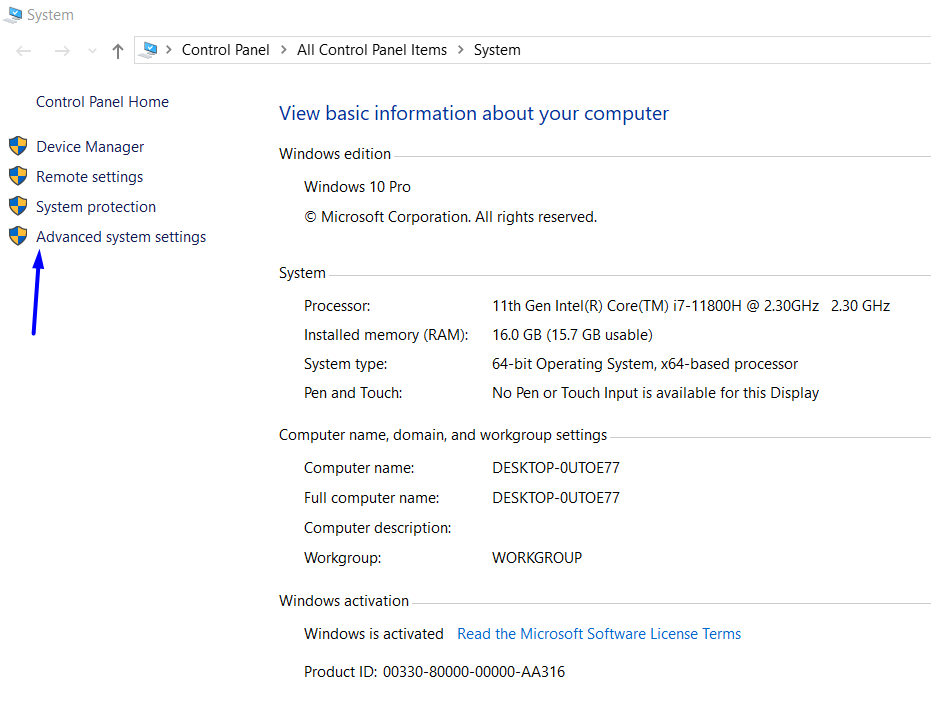 System
Control Panel > All Control Panel Items > System
Control Panel Home
Device Manager
Remote settings
System protection
Advanced system settings
View basic information about your computer
Windows edition
Windows 10 Pro
© Microsoft Corporation. All rights reserved.
System
Processor: 11th Gen Intel(R) Core(TM) i7-11800H @ 2.30GHz 2.30 GHz
Installed memory (RAM): 16.0 GB (15.7 GB usable)
System type: 64-bit Operating System, x64-based processor
Pen and Touch: No Pen or Touch Input is available for this Display
Computer name, domain, and workgroup settings
Computer name: DESKTOP-0UTOE77
Full computer name: DESKTOP-0UTOE77
Computer description:
Workgroup: WORKGROUP
Windows activation
Windows is activated Read the Microsoft Software License Terms
Product ID: 00330-80000-00000-AA316